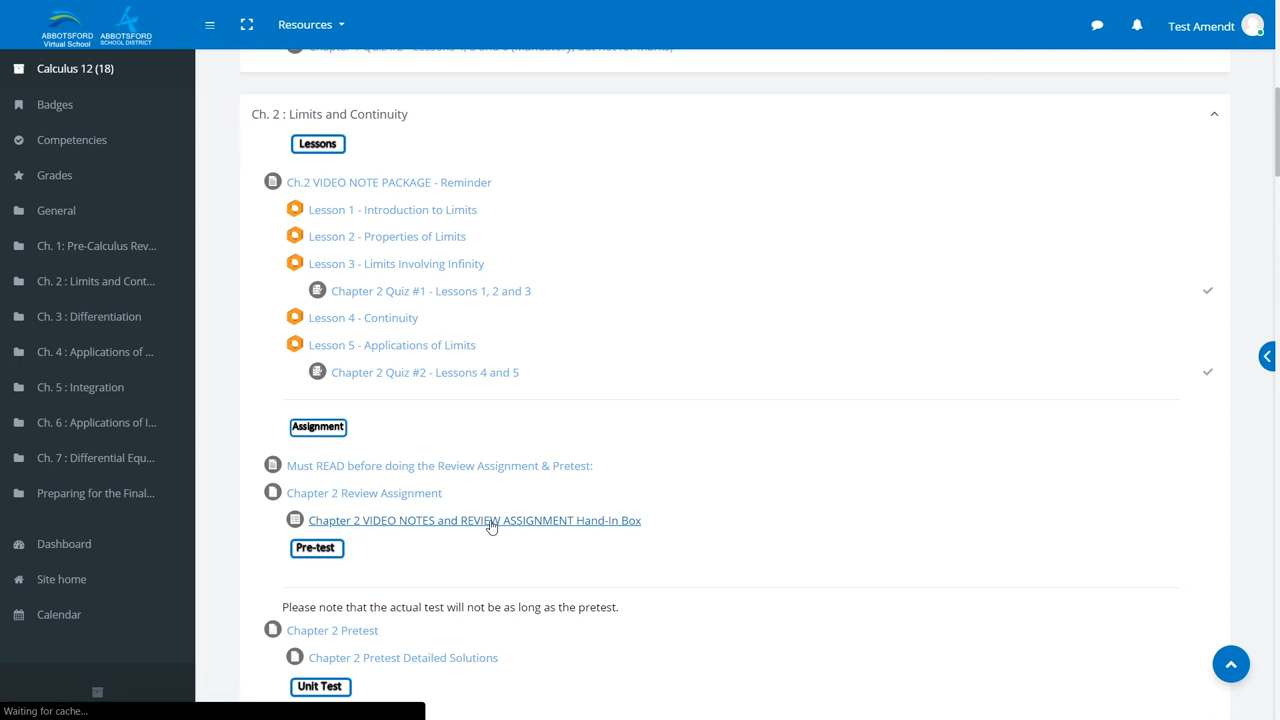 ABBOTSFORD
Virtual School
ABBOTSFORD
SCHOOL DISTRICT
Resources
Test Amendt
Calculus 12 (18)
Badges
Competencies
Grades
General
Ch. 1: Pre-Calculus Rev...
Ch. 2 : Limits and Cont...
Ch. 3 : Differentiation
Ch. 4 : Applications of ...
Ch. 5 : Integration
Ch. 6 : Applications of I...
Ch. 7 : Differential Equ...
Preparing for the Final...
Dashboard
Site home
Calendar
Waiting for cache...
Ch. 2 : Limits and Continuity
Lessons
Ch.2 VIDEO NOTE PACKAGE - Reminder
Lesson 1 - Introduction to Limits
Lesson 2 - Properties of Limits
Lesson 3 - Limits Involving Infinity
Chapter 2 Quiz #1 - Lessons 1, 2 and 3
Lesson 4 - Continuity
Lesson 5 - Applications of Limits
Chapter 2 Quiz #2 - Lessons 4 and 5
Assignment
Must READ before doing the Review Assignment & Pretest:
Chapter 2 Review Assignment
Chapter 2 VIDEO NOTES and REVIEW ASSIGNMENT Hand-In Box
Pre-test
Please note that the actual test will not be as long as the pretest.
Chapter 2 Pretest
Chapter 2 Pretest Detailed Solutions
Unit Test